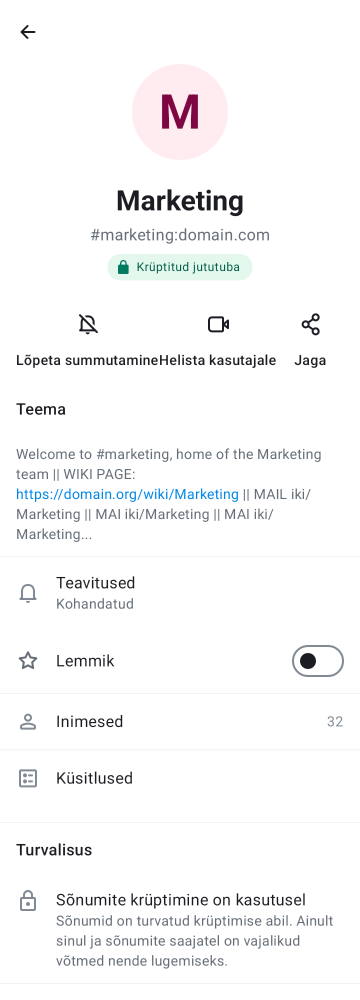 M
Marketing
#marketing:domain.com
Krüptitud jututuba
Lõpeta summutamine Helista kasutajale Jaga
Teema
Welcome to #marketing, home of the Marketing
team || WIKI PAGE:
https://domain.org/wiki/Marketing || MAIL iki/
Marketing || MAI iki/Marketing || MAI iki/
Marketing...
Teavitused
Kohandatud
Lemmik
Inimesed 32
Küsitlused
Turvalisus
Sõnumite krüptimine on kasutusel
Sõnumid on turvatud krüptimise abil. Ainult
sinul ja sõnumite saajatel on vajalikud
võtmed nende lugemiseks.